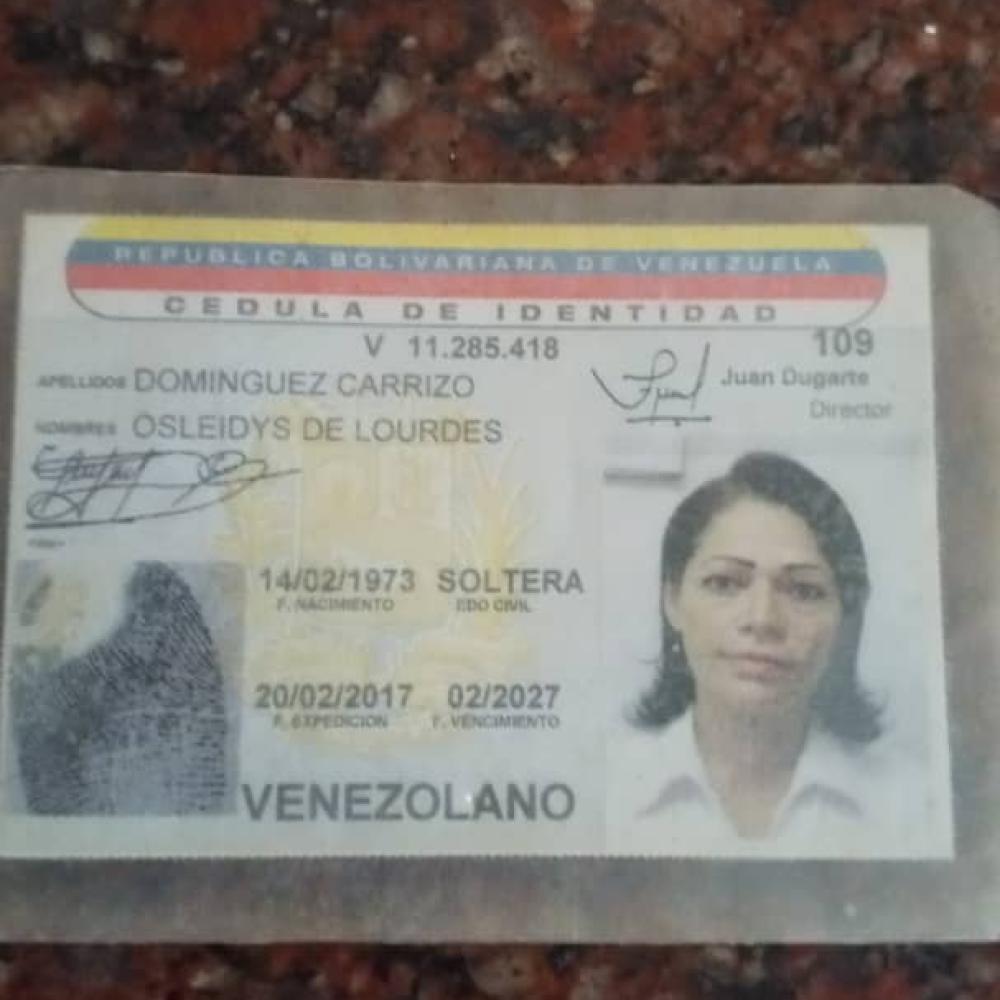 REPUBLICA BOLIVARIANA DE VENEZUELA
CEDULA DE IDENTIDAD
V 11.285.418
109
APELLIDOS DOMINGUEZ CARRIZO
Juan Dugarte
Director
NOMBRES OSLEIDYS DE LOURDES
14/02/1973 SOLTERA
F. NACIMIENTO EDO CIVIL
20/02/2017 02/2027
F. EXPEDICION F. VENCIMIENTO
VENEZOLANO